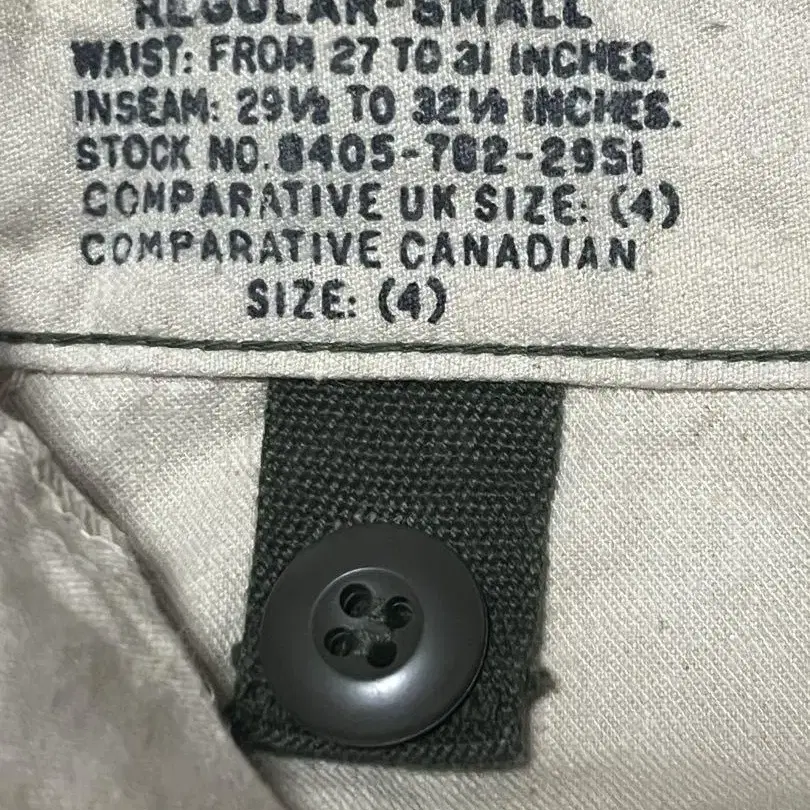 REGULAR-SMALL
WAIST: FROM 27 TO 31 INCHES.
INSEAM: 29½ TO 32½ INCHES.
STOCK NO. 8405-782-2951
COMPARATIVE UK SIZE: (4)
COMPARATIVE CANADIAN
SIZE: (4)